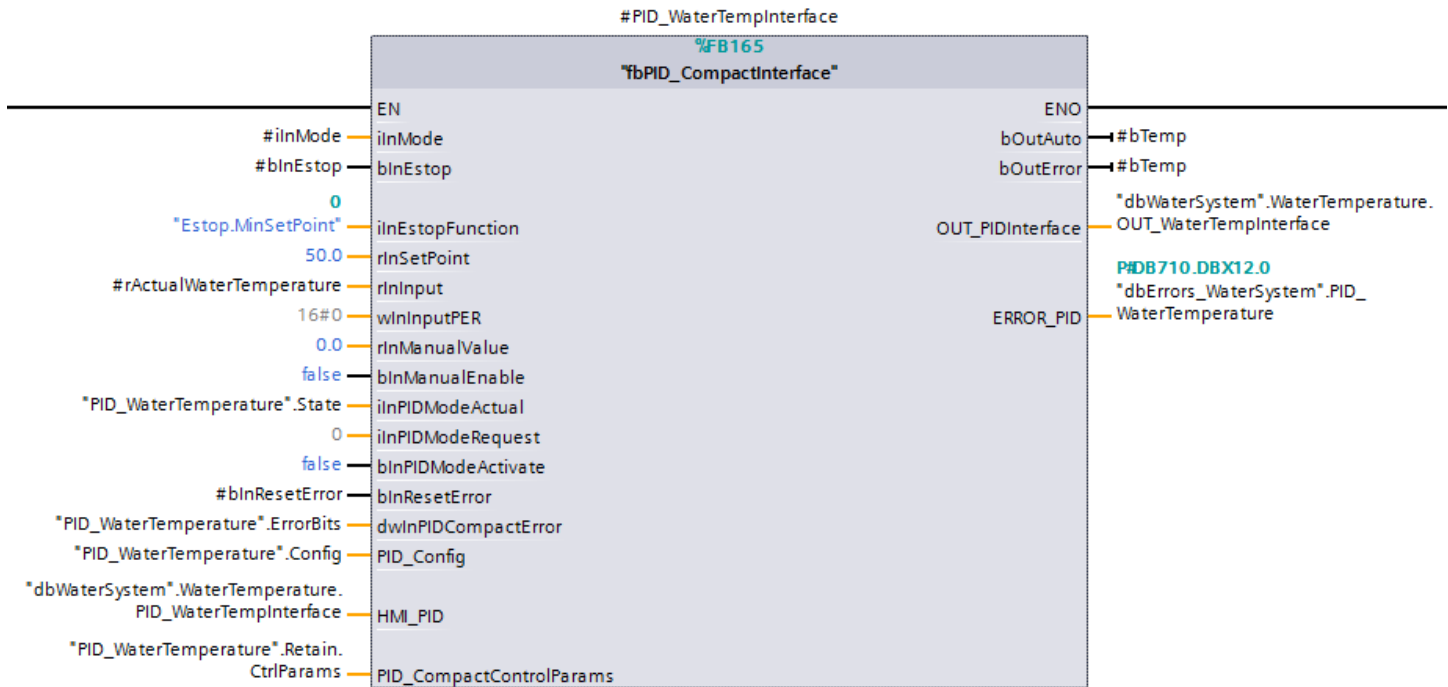 #PID_WaterTempInterface
%FB165
"fbPID_CompactInterface"
EN ENO
#iInMode iInMode bOutAuto #bTemp
#bInEstop bInEstop bOutError #bTemp
0 "dbWaterSystem".WaterTemperature.
"Estop.MinSetPoint" iInEstopFunction OUT_PIDInterface OUT_WaterTempInterface
50.0 rInSetPoint
P#DB710.DBX12.0
#rActualWaterTemperature rInInput "dbErrors_WaterSystem".PID_
16#0 wInInputPER ERROR_PID WaterTemperature
0.0 rInManualValue
false bInManualEnable
"PID_WaterTemperature".State iInPIDModeActual
0 iInPIDModeRequest
false bInPIDModeActivate
#bInResetError bInResetError
"PID_WaterTemperature".ErrorBits dwInPIDCompactError
"PID_WaterTemperature".Config PID_Config
"dbWaterSystem".WaterTemperature.
PID_WaterTempInterface HMI_PID
"PID_WaterTemperature".Retain.
CtrlParams PID_CompactControlParams